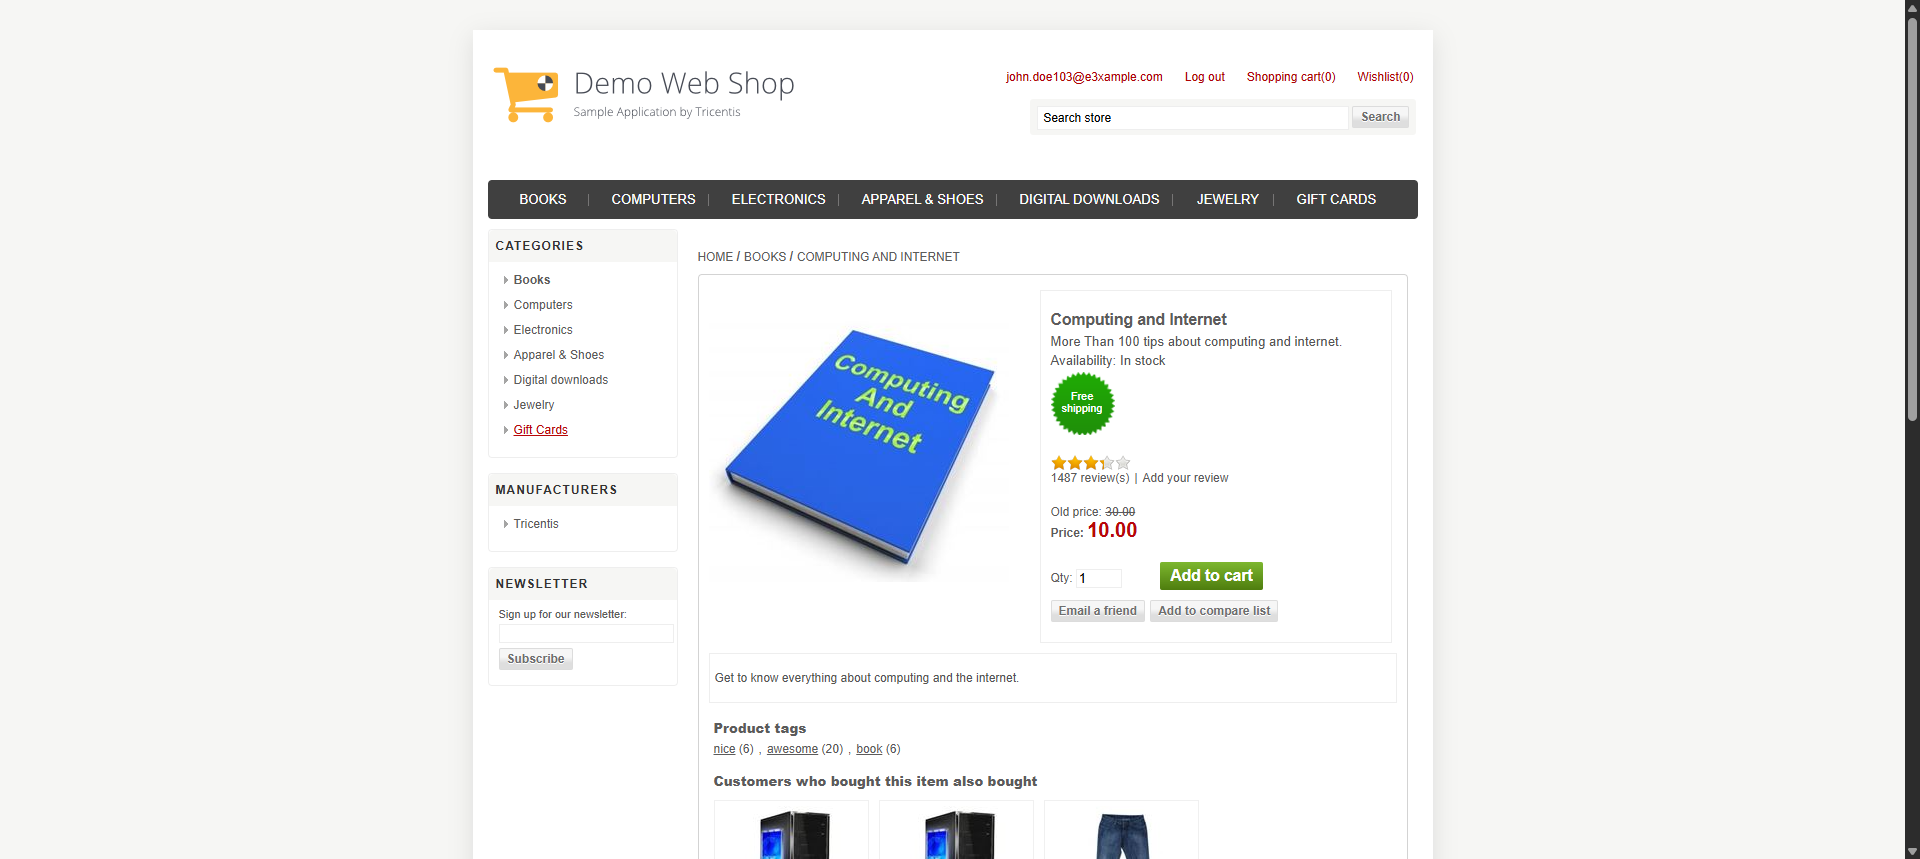 Demo Web Shop
Sample Application by Tricentis
john.doe103@e3xample.com Log out Shopping cart(0) Wishlist(0)
Search store Search
BOOKS | COMPUTERS | ELECTRONICS | APPAREL & SHOES | DIGITAL DOWNLOADS | JEWELRY | GIFT CARDS
CATEGORIES
Books
Computers
Electronics
Apparel & Shoes
Digital downloads
Jewelry
Gift Cards
MANUFACTURERS
Tricentis
NEWSLETTER
Sign up for our newsletter:
Subscribe
HOME / BOOKS / COMPUTING AND INTERNET
Computing
And
Internet
Computing and Internet
More Than 100 tips about computing and internet.
Availability: In stock
Free
shipping
1487 review(s) | Add your review
Old price: 30.00
Price: 10.00
Qty: 1 Add to cart
Email a friend Add to compare list
Get to know everything about computing and the internet.
Product tags
nice (6) , awesome (20) , book (6)
Customers who bought this item also bought